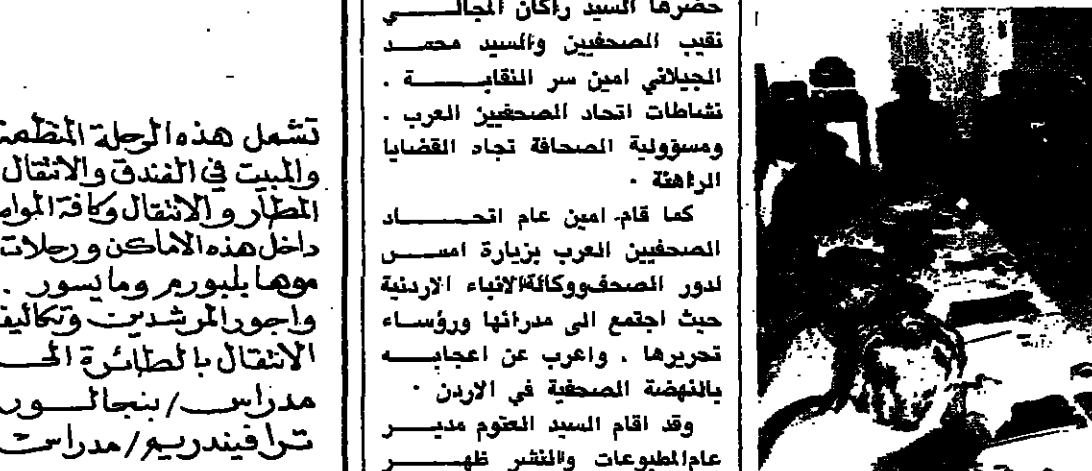 حضرها السيد راكان المجالي
نقيب الصحفيين والسيد محمد
الجيلاني امين سر النقابة .
نشاطات اتحاد الصحفيين العرب .
ومسؤولية الصحافة تجاه القضايا
الراهنة .
كما قام امين عام اتحاد
الصحفيين العرب بزيارة امس
لدور الصحف ووكالة الانباء الاردنية
حيث اجتمع الى مدرائها ورؤساء
تحريرها . واعرب عن اعجابه
بالنهضة الصحفية في الاردن .
وقد اقام السيد العتوم مدير
عام المطبوعات والنشر ظهر
تشمل هذه الرحلة المنظمة
والمبيت في الفندق والانتقال
المطار و الانتقال وكافة
داخل هذه الاماكن و رحلات
موها بلبورم وما يسور .
واجور المرشدين وتكاليف
الانتقال بالطائرة
مدراس / بنجالور
ترافيندريم / مدراس